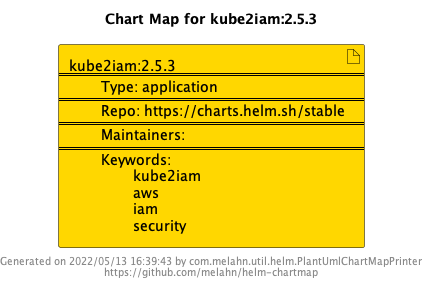 Chart Map for kube2iam:2.5.3
kube2iam:2.5.3
Type: application
Repo: https://charts.helm.sh/stable
Maintainers:
Keywords:
kube2iam
aws
iam
security
Generated on 2022/05/13 16:39:43 by com.melahn.util.helm.PlantUmlChartMapPrinter
https://github.com/melahn/helm-chartmap